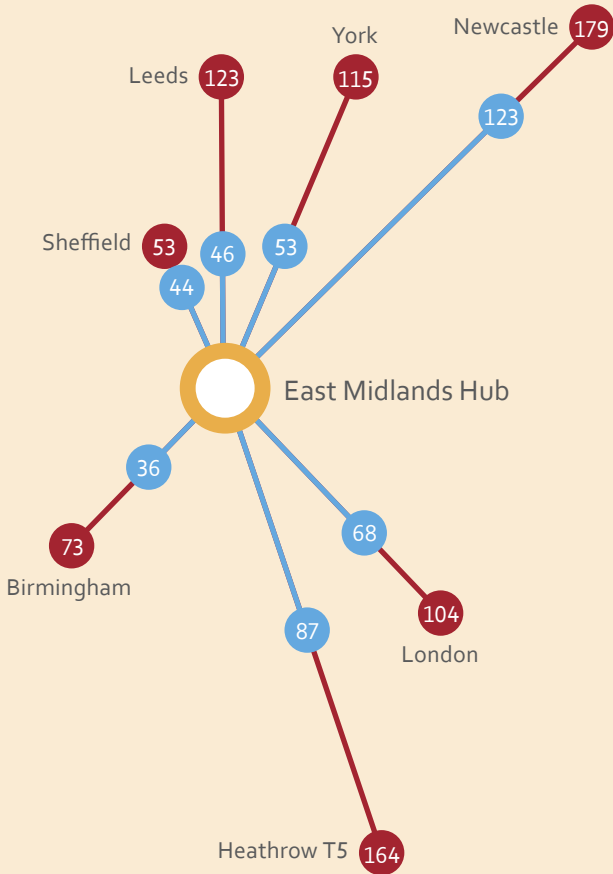 Newcastle 179
York
Leeds 123
115
123
Sheffield 53
46
53
44
East Midlands Hub
36
68
73
Birmingham
104
87
London
Heathrow T5 164